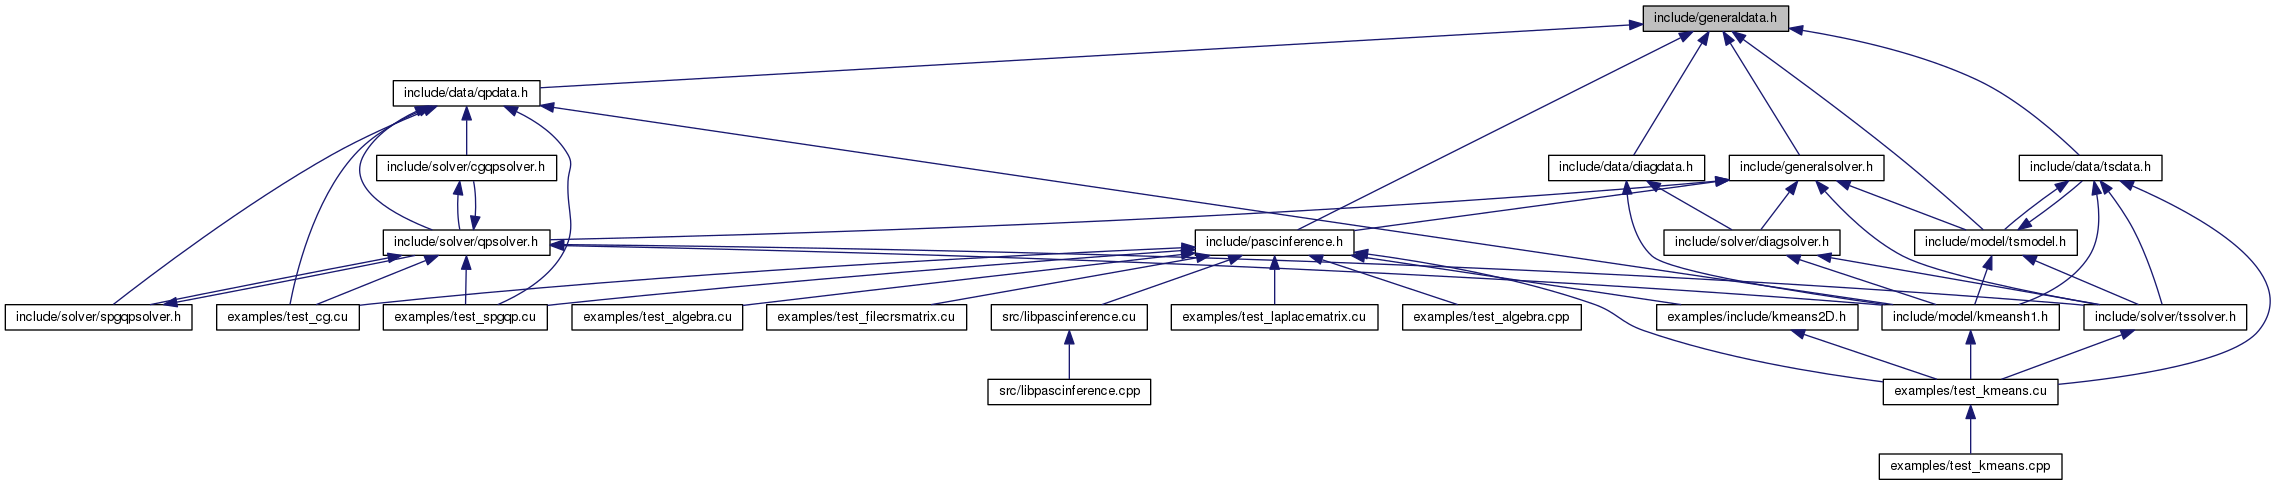 include/generaldata.h
include/data/qpdata.h
include/solver/cgqpsolver.h
include/data/diagdata.h
include/generalsolver.h
include/data/tsdata.h
include/solver/qpsolver.h
include/pascinference.h
include/solver/diagsolver.h
include/model/tsmodel.h
include/solver/spgqpsolver.h
examples/test_cg.cu
examples/test_spgqp.cu
examples/test_algebra.cu
examples/test_filecrsmatrix.cu
src/libpascinference.cu
examples/test_laplacematrix.cu
examples/test_algebra.cpp
examples/include/kmeans2D.h
include/model/kmeansh1.h
include/solver/tssolver.h
src/libpascinference.cpp
examples/test_kmeans.cu
examples/test_kmeans.cpp